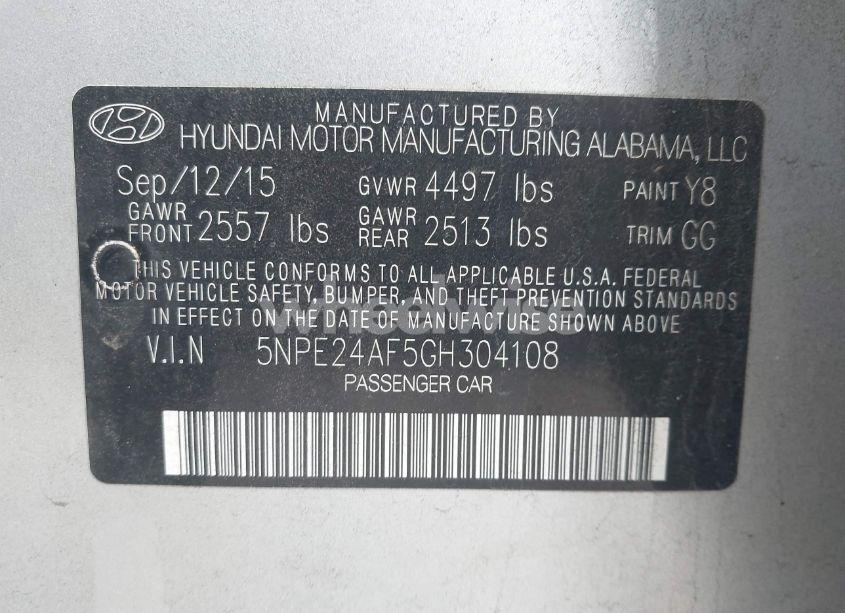 MANUFACTURED BY
HYUNDAI MOTOR MANUFACTURING ALABAMA, LLC
Sep/12/15 GVWR 4497 lbs PAINT Y8
GAWR FRONT 2557 lbs GAWR REAR 2513 lbs TRIM GG
THIS VEHICLE CONFORMS TO ALL APPLICABLE U.S.A. FEDERAL
MOTOR VEHICLE SAFETY, BUMPER, AND THEFT PREVENTION STANDARDS
IN EFFECT ON THE DATE OF MANUFACTURE SHOWN ABOVE
V.I.N 5NPE24AF5GH304108
PASSENGER CAR